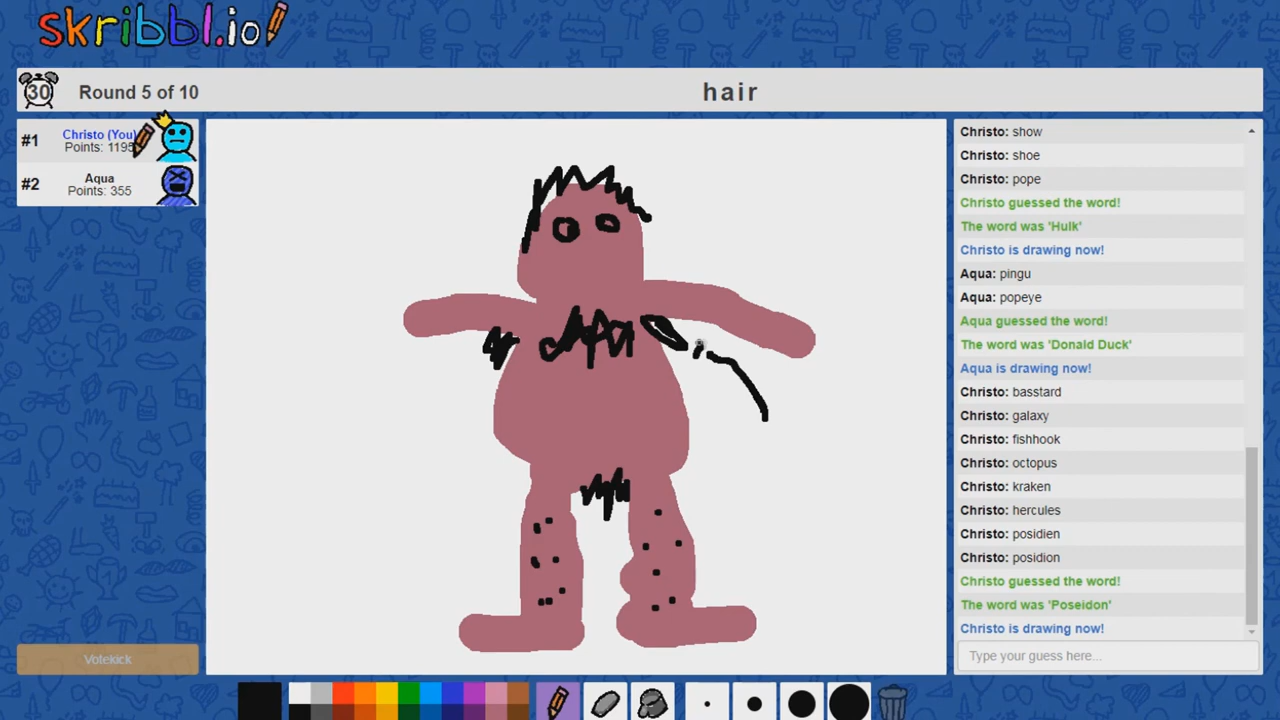 skribbl.io
30
Round 5 of 10
hair
#1
Christo (You)
Points: 1195
#2
Aqua
Points: 355
Votekick
Christo: show
Christo: shoe
Christo: pope
Christo guessed the word!
The word was 'Hulk'
Christo is drawing now!
Aqua: pingu
Aqua: popeye
Aqua guessed the word!
The word was 'Donald Duck'
Aqua is drawing now!
Christo: basstard
Christo: galaxy
Christo: fishhook
Christo: octopus
Christo: kraken
Christo: hercules
Christo: posidien
Christo: posidion
Christo guessed the word!
The word was 'Poseidon'
Christo is drawing now!
Type your guess here...